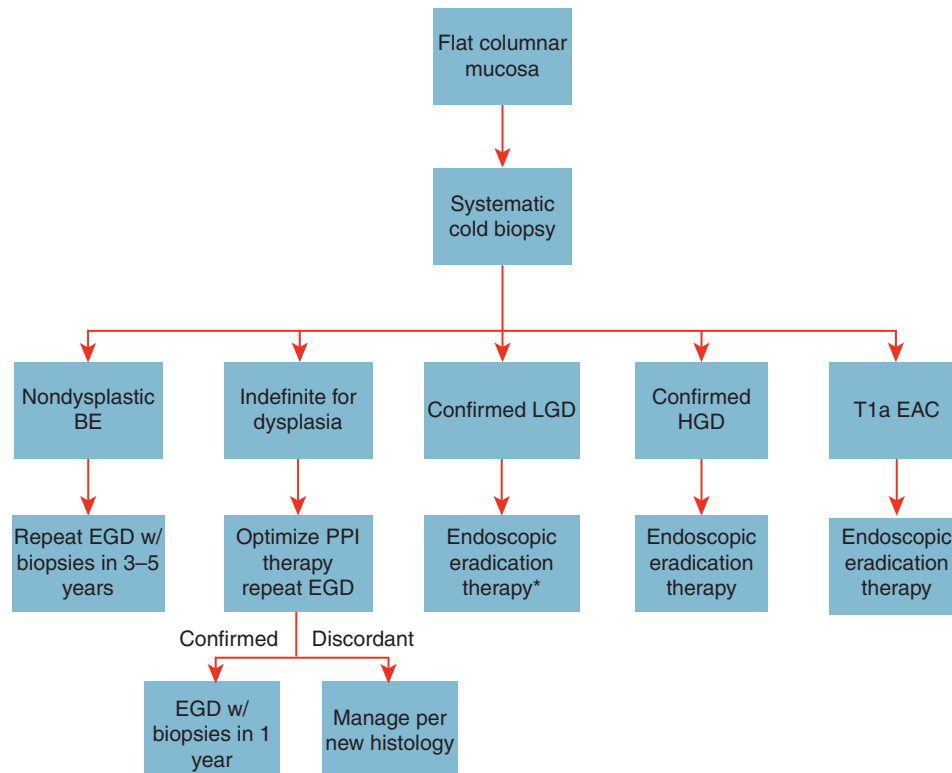 Flat columnar
mucosa
Systematic
cold biopsy
Nondysplastic
BE
Indefinite for
dysplasia
Confirmed LGD
Confirmed
HGD
T1a EAC
Repeat EGD w/
biopsies in 3–5
years
Optimize PPI
therapy
repeat EGD
Endoscopic
eradication
therapy*
Endoscopic
eradication
therapy
Endoscopic
eradication
therapy
Confirmed
Discordant
EGD w/
biopsies in 1
year
Manage per
new histology